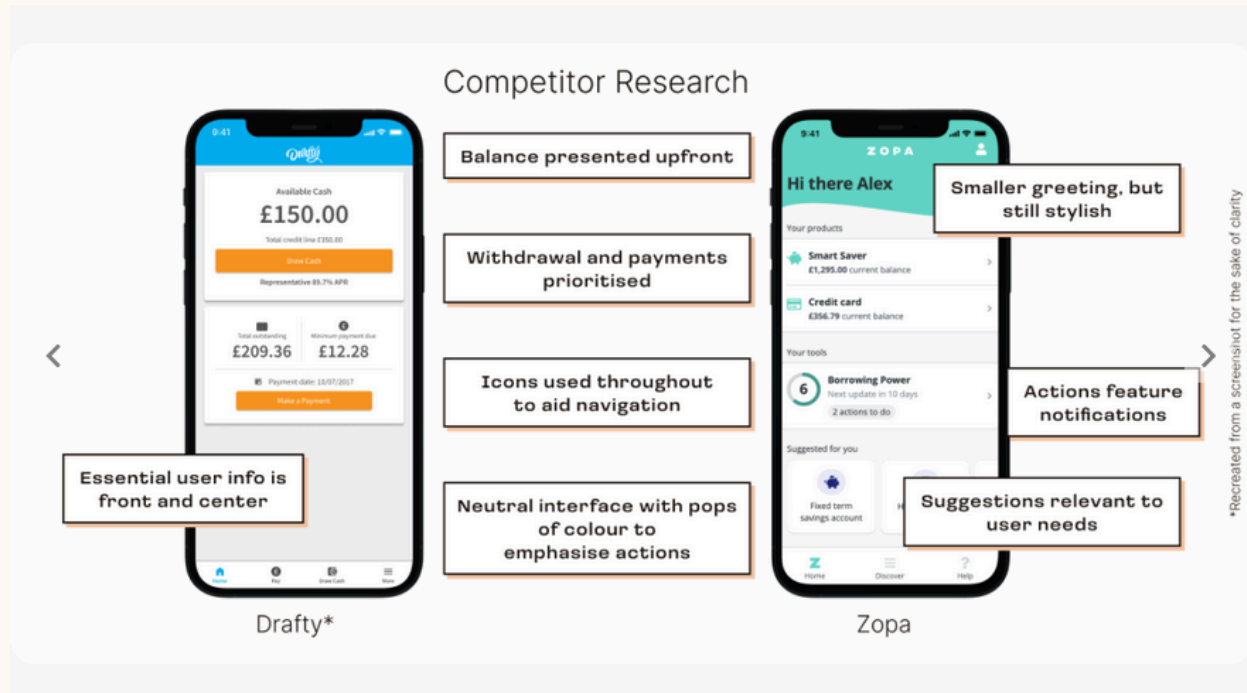 Competitor Research
9:41
Drafty
Available Cash
£150.00
Total credit line £350.00
Draw Cash
Representative 89.7% APR
Total outstanding
Minimum payment due
£209.36
£12.28
Payment date: 10/07/2017
Make a Payment
Essential user info is
front and center
Home
Pay
Draw Cash
More
Drafty*
Balance presented upfront
Withdrawal and payments
prioritised
Icons used throughout
to aid navigation
Neutral interface with pops
of colour to
emphasise actions
9:41
ZOPA
Hi there Alex
Smaller greeting, but
still stylish
Your products
Smart Saver
£1,295.00 current balance
Credit card
£356.79 current balance
Your tools
6
Borrowing Power
Next update in 10 days
2 actions to do
Actions feature
notifications
Suggested for you
Fixed term
savings account
Suggestions relevant to
user needs
Z
Home
Discover
?
Help
Zopa
*Recreated from a screenshot for the sake of clarity